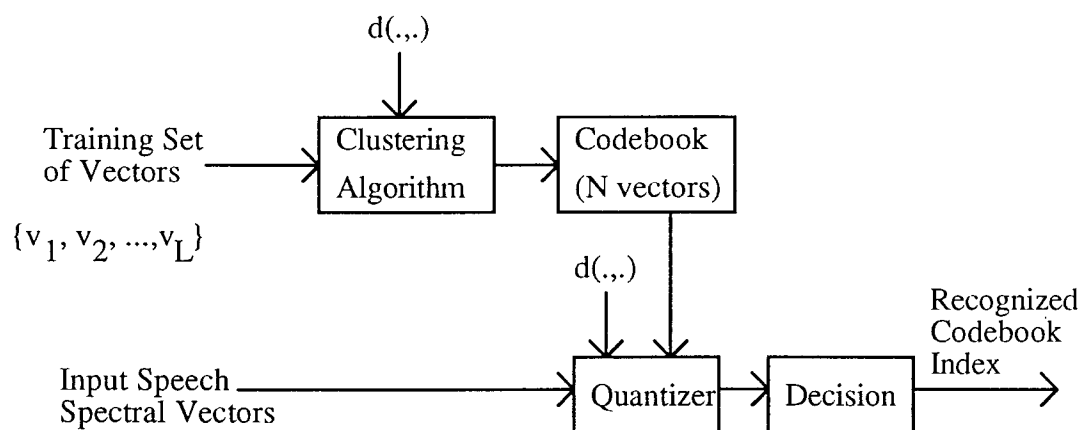 d(.,.)
Training Set
of Vectors
{v1, v2, ...,vL}
Clustering
Algorithm
Codebook
(N vectors)
d(.,.)
Input Speech
Spectral Vectors
Quantizer
Decision
Recognized
Codebook
Index